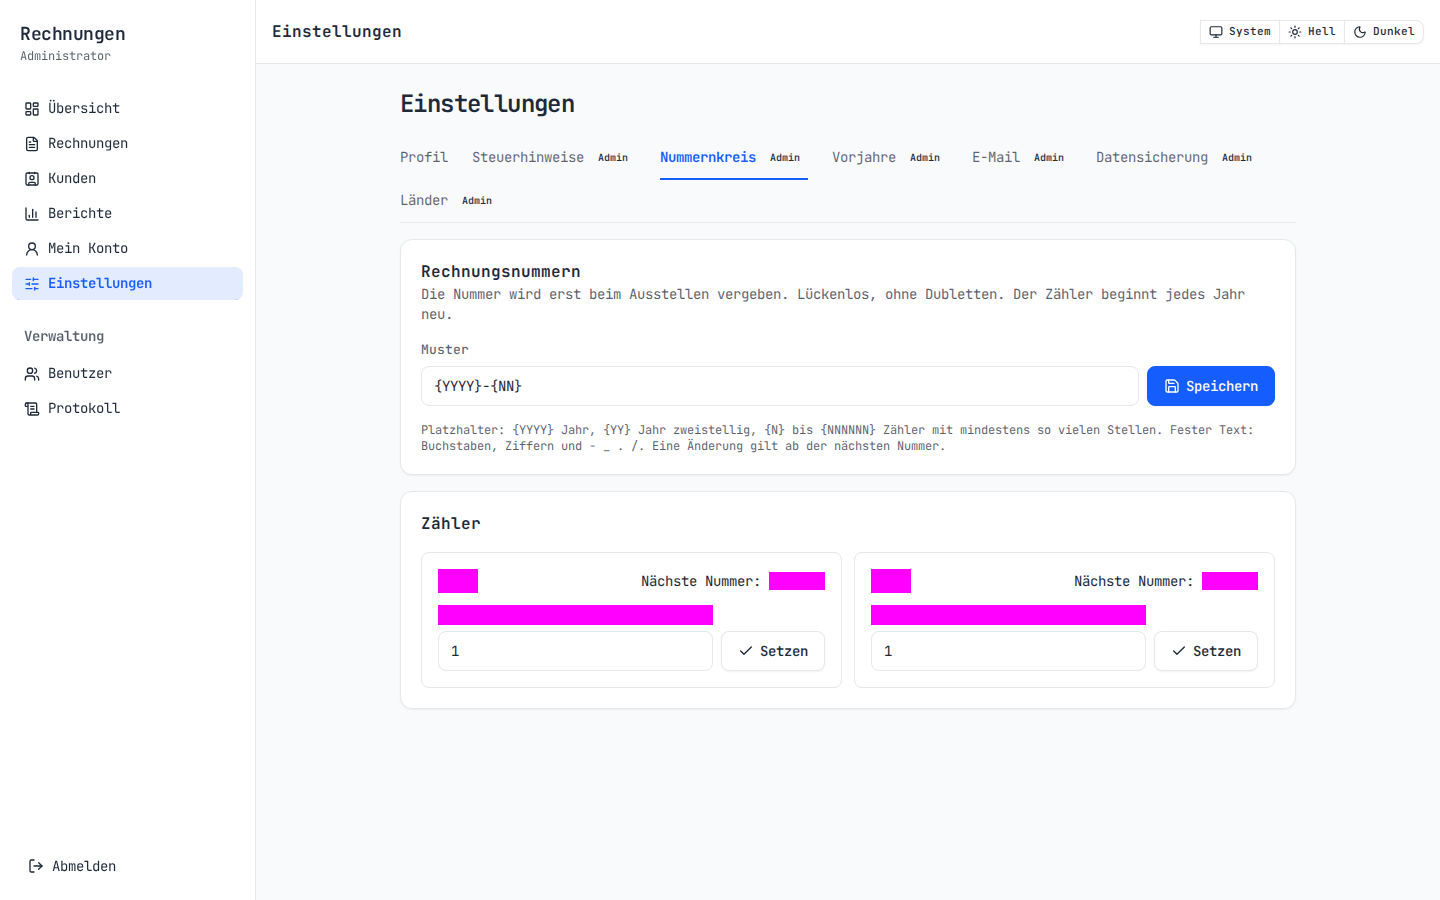 Rechnungen
Administrator
Übersicht
Rechnungen
Kunden
Berichte
Mein Konto
Einstellungen
Verwaltung
Benutzer
Protokoll
Abmelden
Einstellungen
System
Hell
Dunkel
Einstellungen
Profil
Steuerhinweise Admin
Nummernkreis Admin
Vorjahre Admin
E-Mail Admin
Datensicherung Admin
Länder Admin
Rechnungsnummern
Die Nummer wird erst beim Ausstellen vergeben. Lückenlos, ohne Dubletten. Der Zähler beginnt jedes Jahr
neu.
Muster
{YYYY}-{NN}
Speichern
Platzhalter: {YYYY} Jahr, {YY} Jahr zweistellig, {N} bis {NNNNNN} Zähler mit mindestens so vielen Stellen. Fester Text:
Buchstaben, Ziffern und - _ . /. Eine Änderung gilt ab der nächsten Nummer.
Zähler
Nächste Nummer:
1
Setzen
Nächste Nummer:
1
Setzen